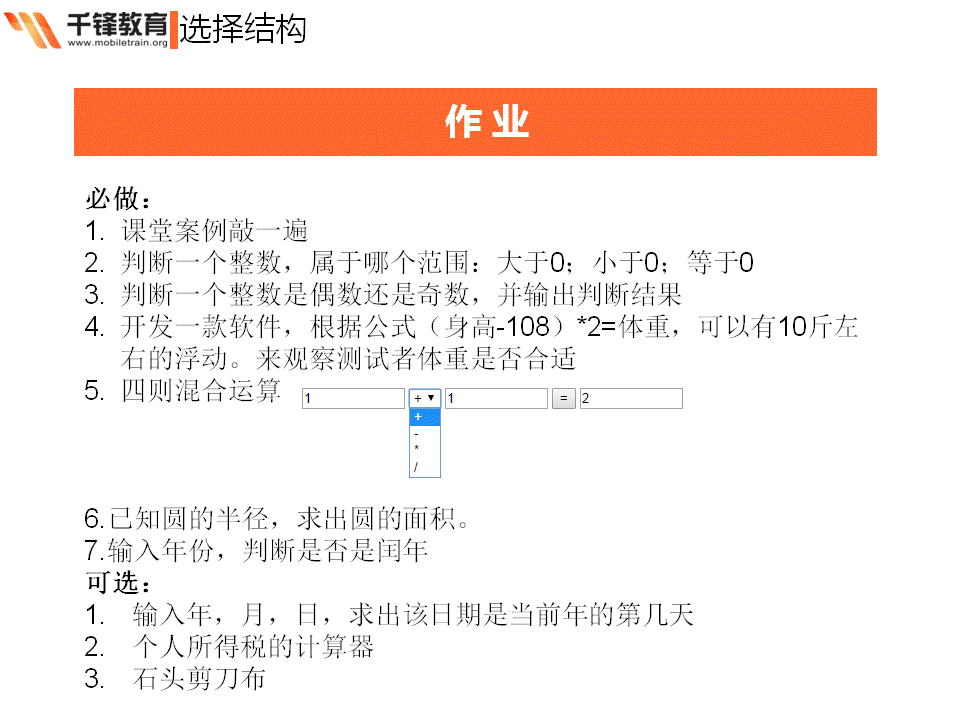 千锋教育 选择结构
www.mobiletrain.org
作 业
必做：
1. 课堂案例敲一遍
2. 判断一个整数，属于哪个范围：大于0；小于0；等于0
3. 判断一个整数是偶数还是奇数，并输出判断结果
4. 开发一款软件，根据公式（身高-108）*2=体重，可以有10斤左
右的浮动。来观察测试者体重是否合适
5. 四则混合运算 1 + ▼ 1 = 2
+
-
*
/
6.已知圆的半径，求出圆的面积。
7.输入年份，判断是否是闰年
可选：
1. 输入年，月，日，求出该日期是当前年的第几天
2. 个人所得税的计算器
3. 石头剪刀布